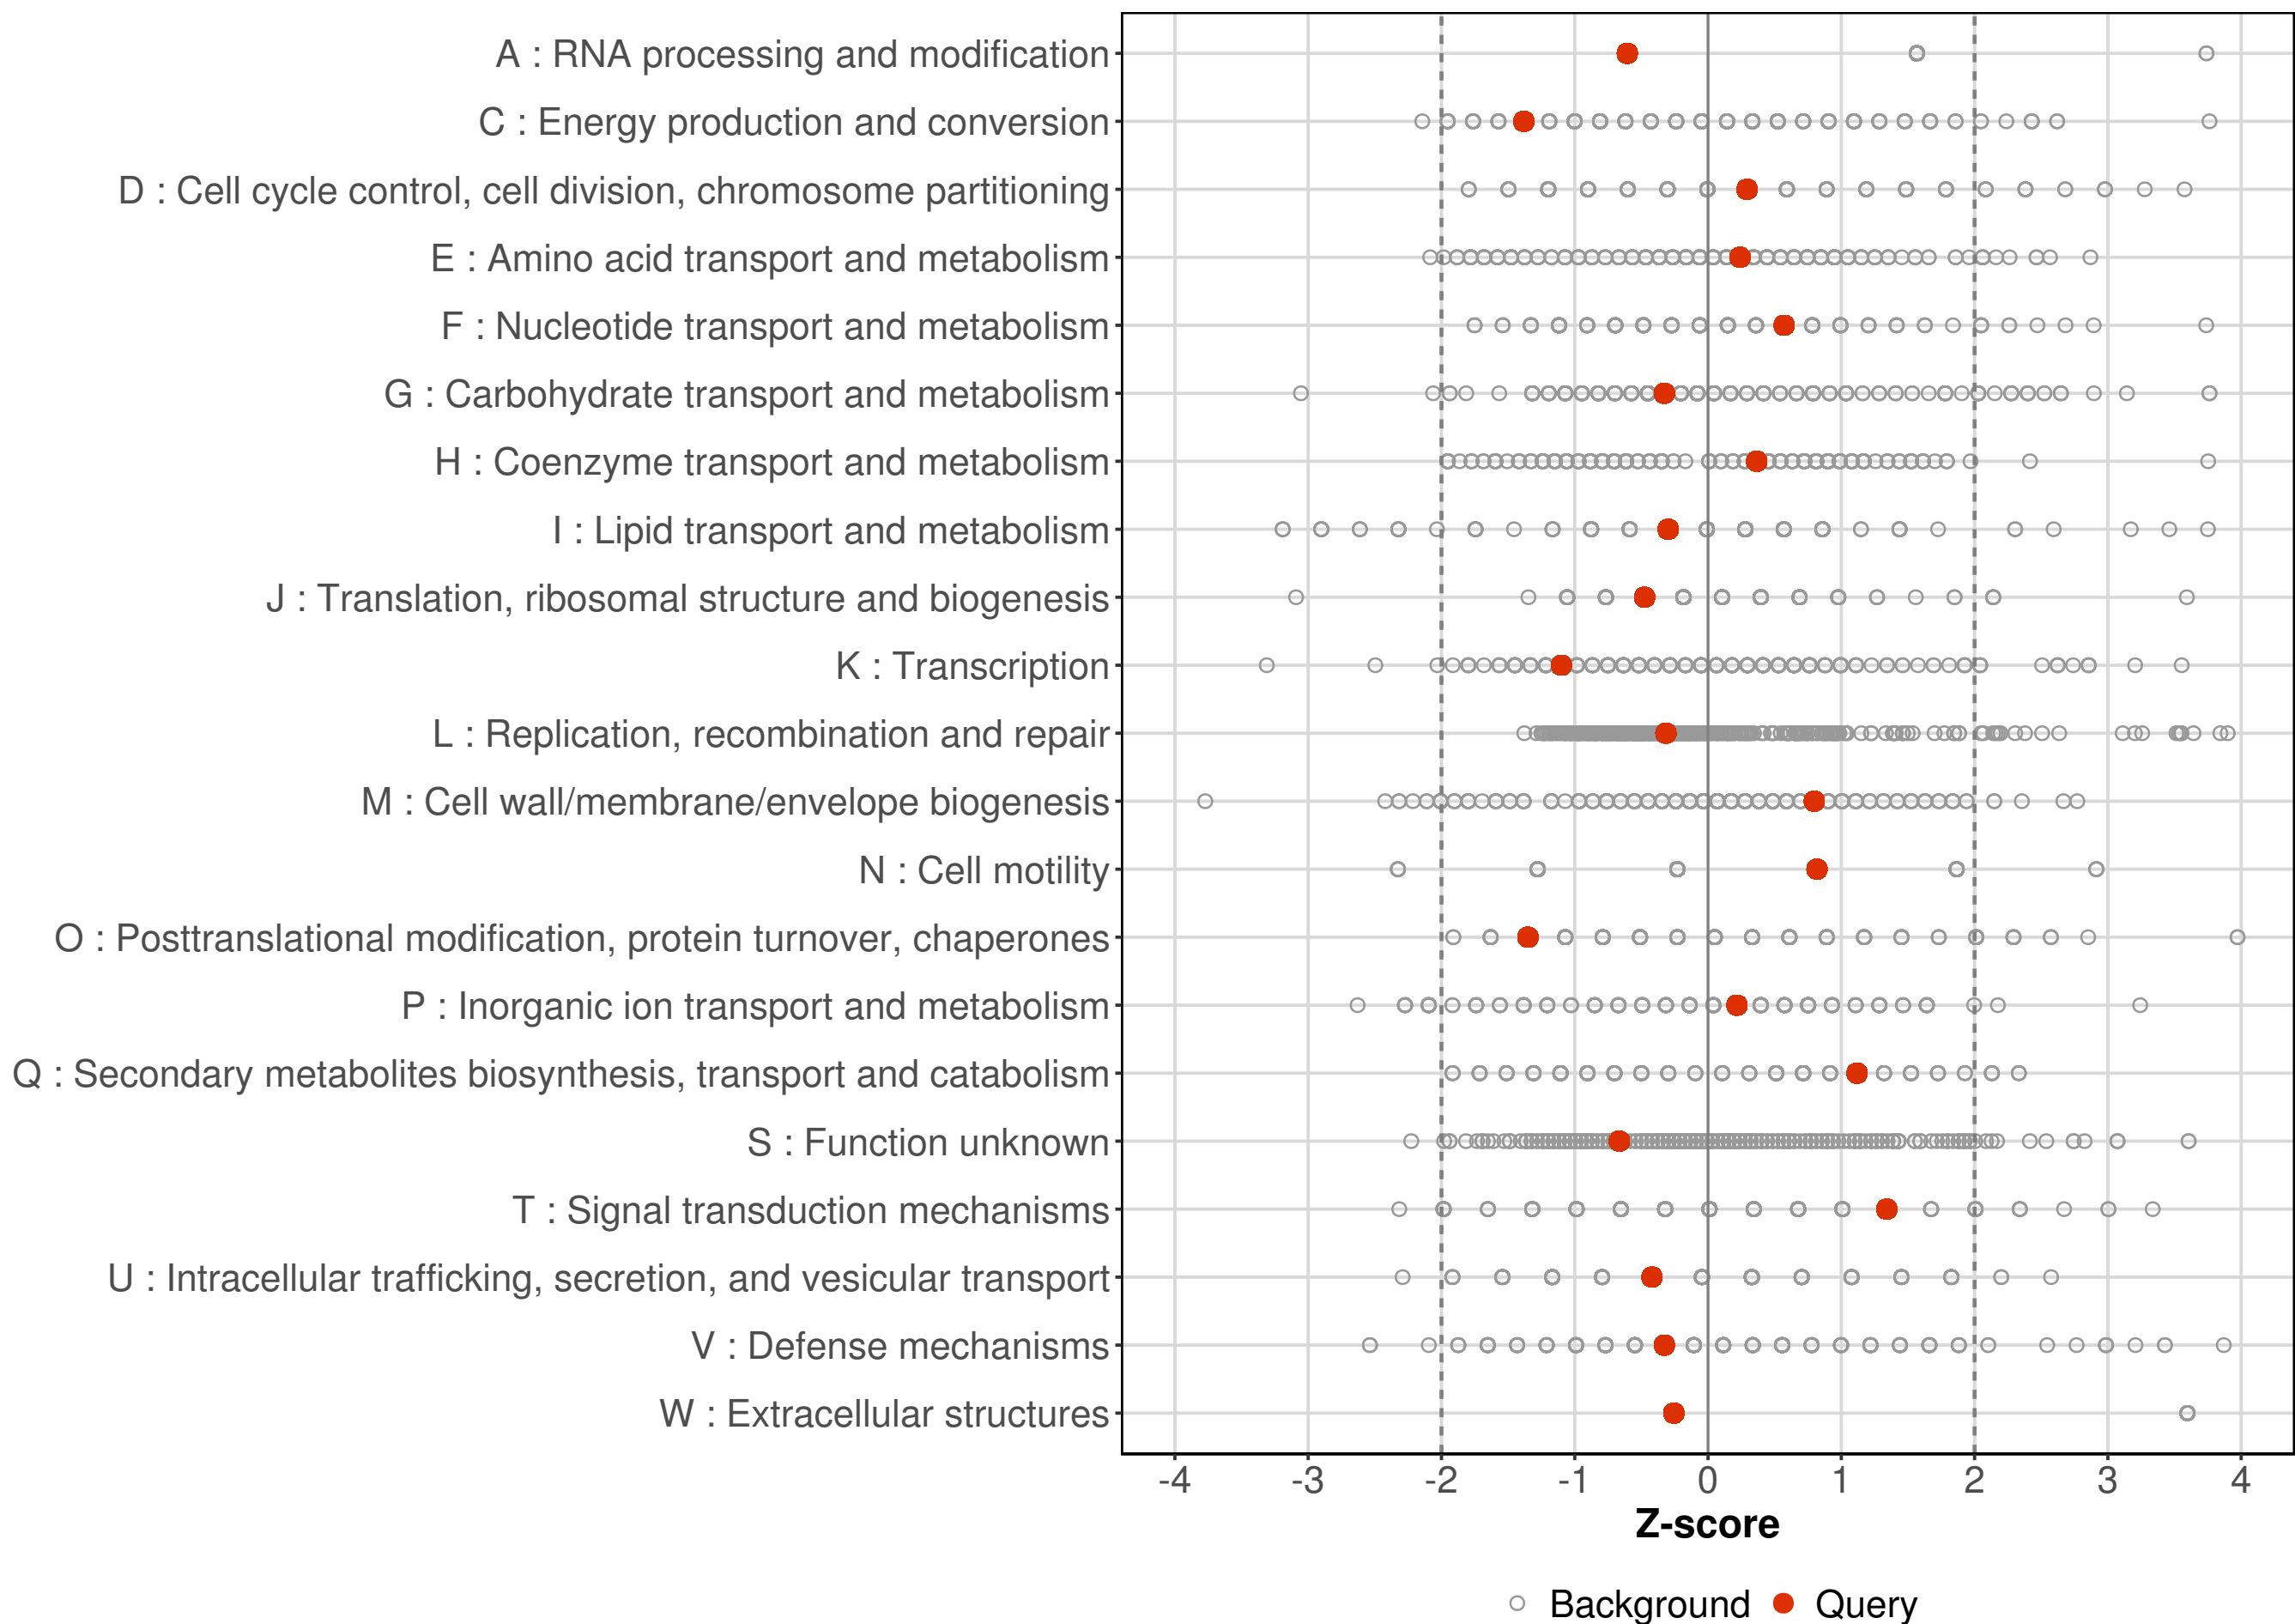 A : RNA processing and modification
C : Energy production and conversion
D : Cell cycle control, cell division, chromosome partitioning
E : Amino acid transport and metabolism
F : Nucleotide transport and metabolism
G : Carbohydrate transport and metabolism
H : Coenzyme transport and metabolism
I : Lipid transport and metabolism
J : Translation, ribosomal structure and biogenesis
K : Transcription
L : Replication, recombination and repair
M : Cell wall/membrane/envelope biogenesis
N : Cell motility
O : Posttranslational modification, protein turnover, chaperones
P : Inorganic ion transport and metabolism
Q : Secondary metabolites biosynthesis, transport and catabolism
S : Function unknown
T : Signal transduction mechanisms
U : Intracellular trafficking, secretion, and vesicular transport
V : Defense mechanisms
W : Extracellular structures
-4 -3 -2 -1 0 1 2 3 4
Z-score
Background Query